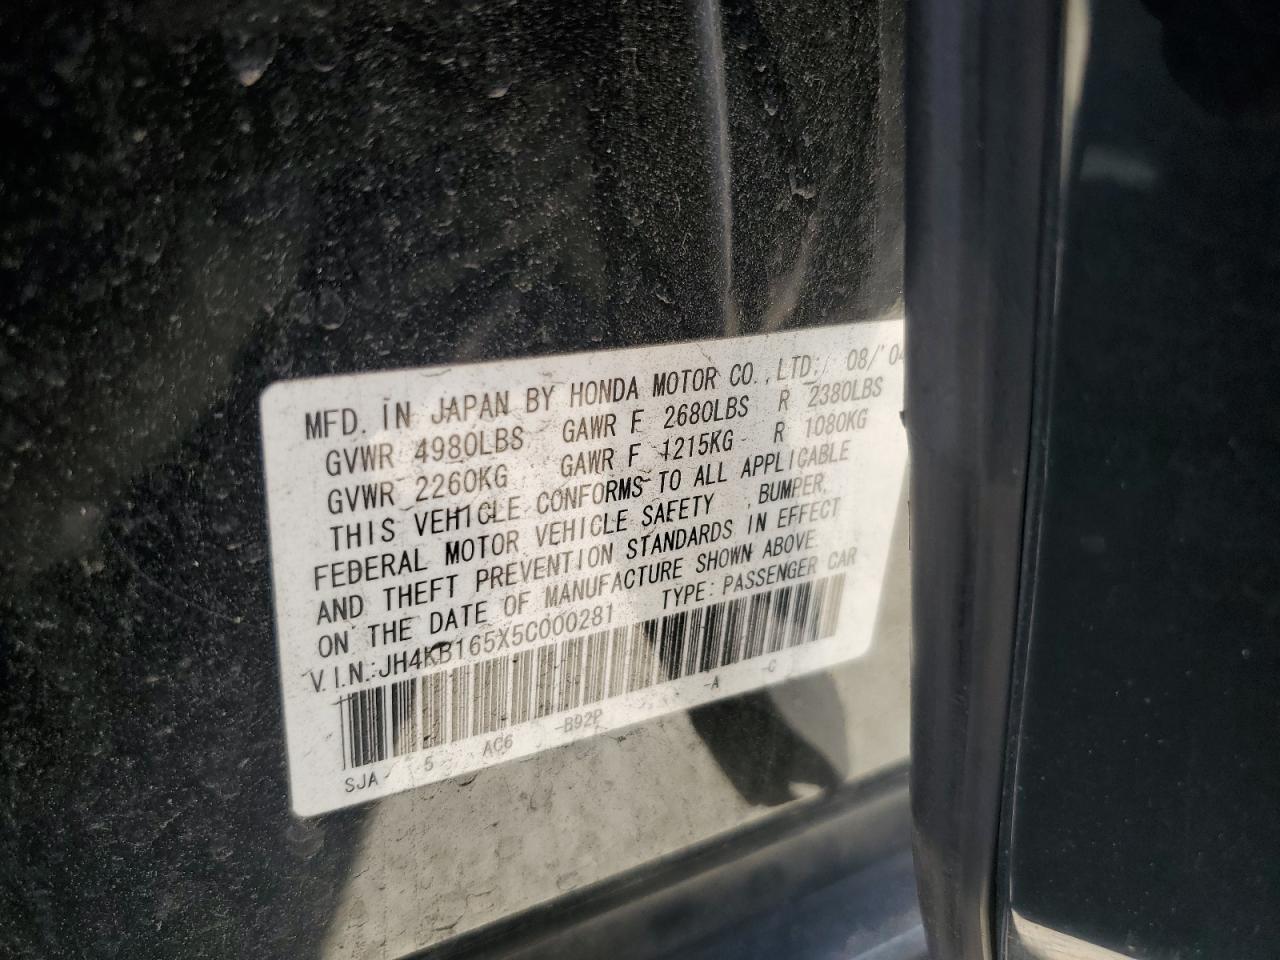 MFD. IN JAPAN BY HONDA MOTOR CO., LTD. 08/'04
GVWR 4980LBS GAWR F 2680LBS R 2380LBS
GVWR 2260KG GAWR F 1215KG R 1080KG
THIS VEHICLE CONFORMS TO ALL APPLICABLE
FEDERAL MOTOR VEHICLE SAFETY , BUMPER,
AND THEFT PREVENTION STANDARDS IN EFFECT
ON THE DATE OF MANUFACTURE SHOWN ABOVE.
V.I.N.:JH4KB165X5C000281 TYPE: PASSENGER CAR
SJA- 5 AC6 -B92P -A -C